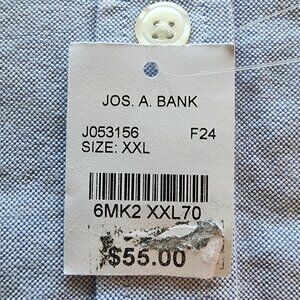 JOS. A. BANK
J053156 F24
SIZE: XXL
6MK2 XXL70
$55.00